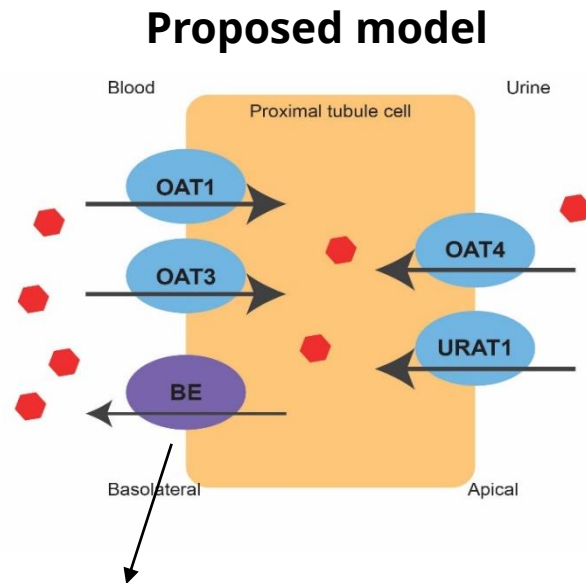 Proposed model
Blood
Urine
Proximal tubule cell
OAT1
OAT3
OAT4
URAT1
BE
Basolateral
Apical